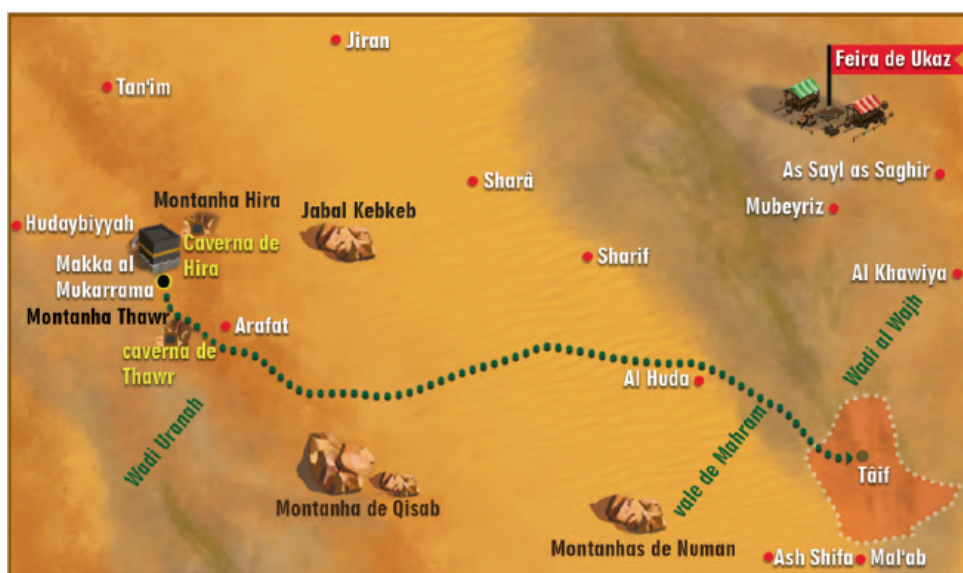 Jiran
Feira de Ukaz
Tan'im
As Sayl as Saghir
Sharâ
Montanha Hira
Jabal Kebkeb
Mubeyriz
Hudaybiyyah
Caverna de
Hira
Sharif
Makka al
Mukarrama
Al Khawiya
Montanha Thawr
Arafat
caverna de
Thawr
Wadi al Wajh
Al Huda
Wadi Uranah
vale de Mahram
Tâif
Montanha de Qisab
Montanhas de Numan
Ash Shifa
Mal'ab